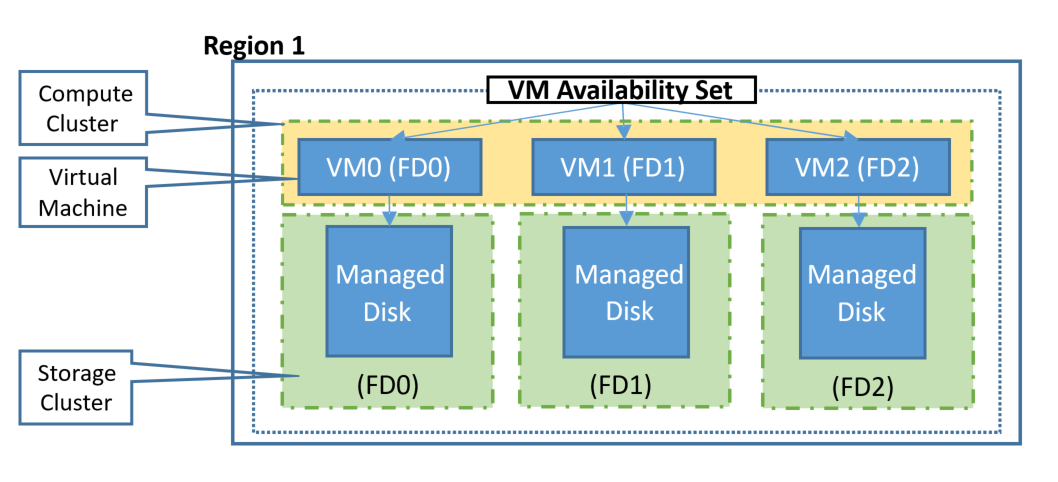 Region 1
Compute
Cluster
VM Availability Set
VM0 (FD0)
VM1 (FD1)
VM2 (FD2)
Virtual
Machine
Managed
Disk
Managed
Disk
Managed
Disk
Storage
Cluster
(FD0)
(FD1)
(FD2)